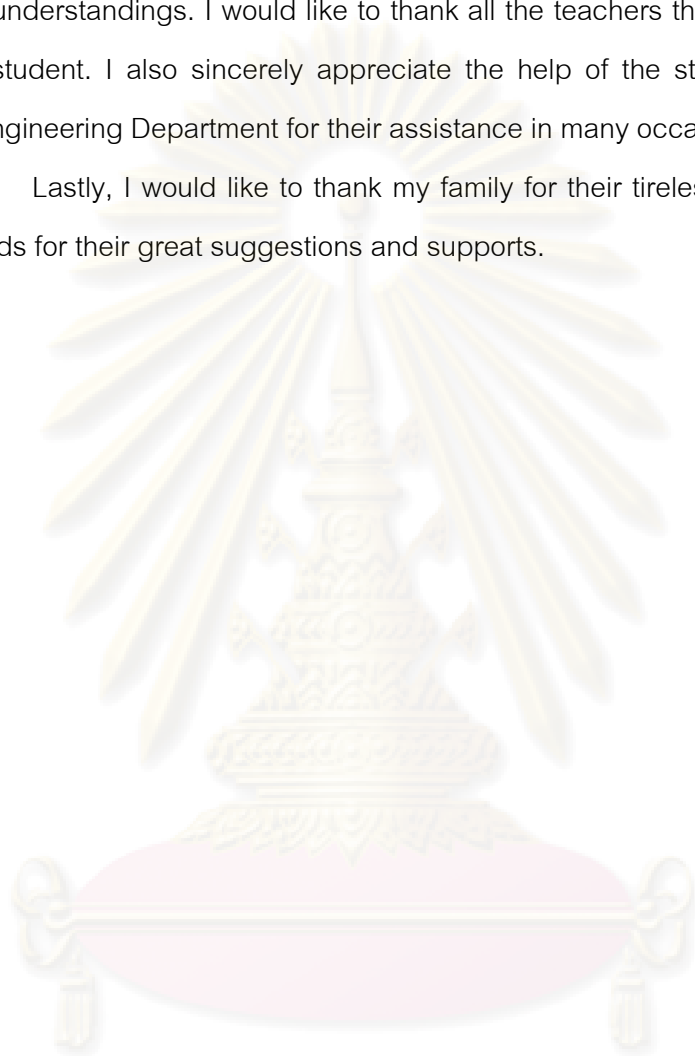 understandings. I would like to thank all the teachers th
student. I also sincerely appreciate the help of the st
ngineering Department for their assistance in many occa
Lastly, I would like to thank my family for their tireles
ds for their great suggestions and supports.